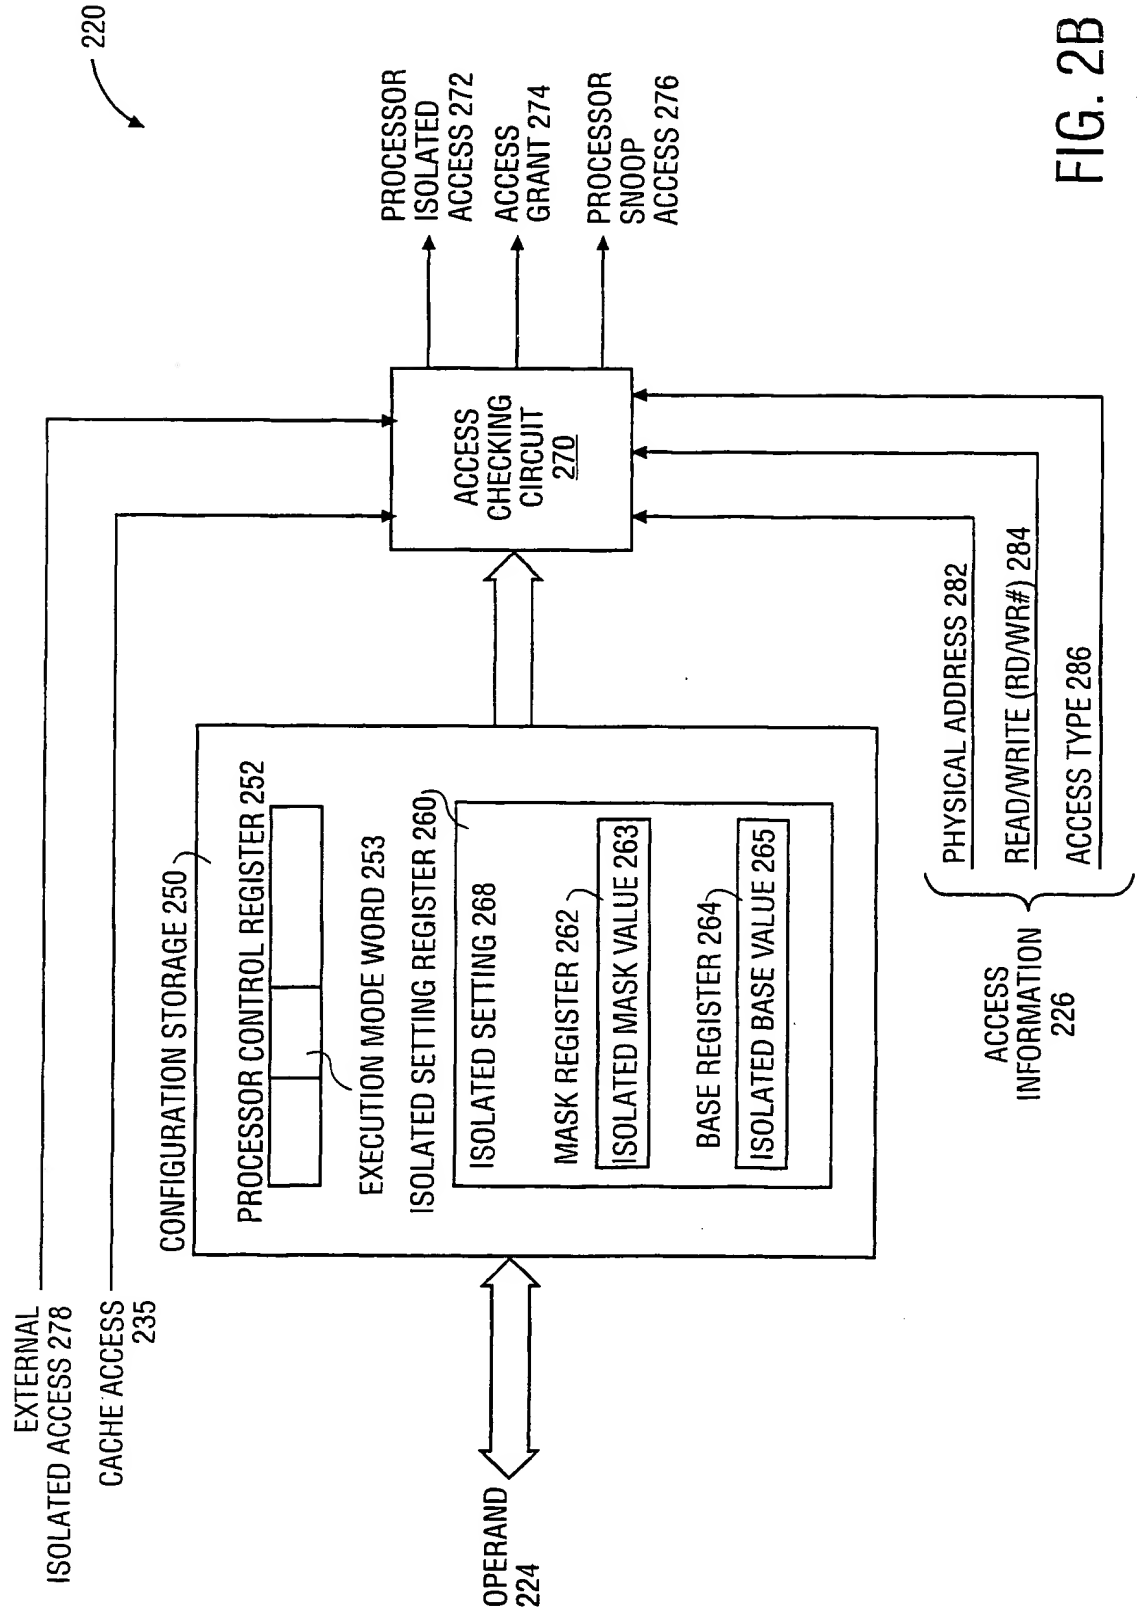 220
EXTERNAL
ISOLATED ACCESS 278
CACHE ACCESS
235
CONFIGURATION STORAGE 250
PROCESSOR CONTROL REGISTER 252
EXECUTION MODE WORD 253
ISOLATED SETTING REGISTER 260
ISOLATED SETTING 268
MASK REGISTER 262
ISOLATED MASK VALUE 263
BASE REGISTER 264
ISOLATED BASE VALUE 265
OPERAND
224
ACCESS
CHECKING
CIRCUIT
270
PROCESSOR
ISOLATED
ACCESS 272
ACCESS
GRANT 274
PROCESSOR
SNOOP
ACCESS 276
PHYSICAL ADDRESS 282
READ/WRITE (RD/WR#) 284
ACCESS TYPE 286
ACCESS
INFORMATION
226
FIG. 2B